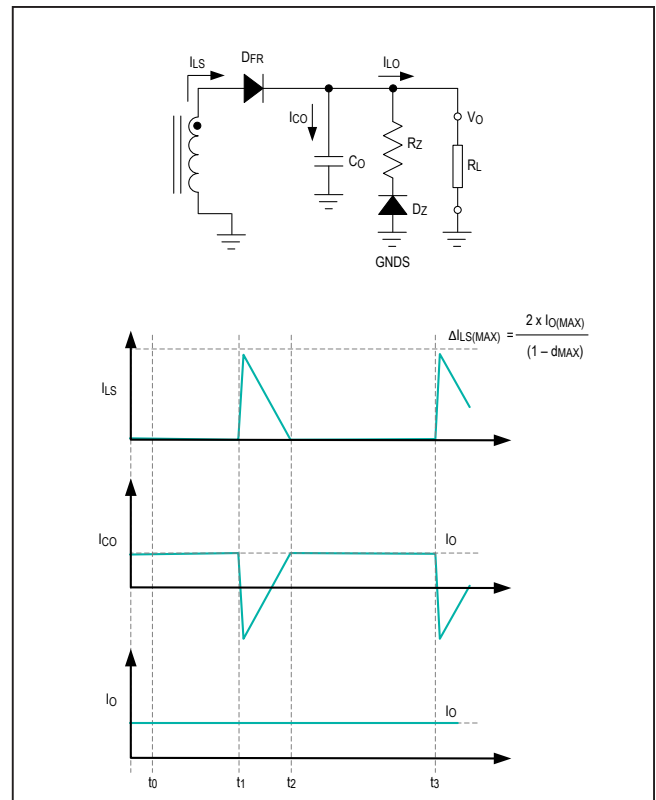 DFR
ILS
ILO
ICO
VO
CO
RZ
RL
DZ
GNDS
ΔILS(MAX) = 2 x IO(MAX)
(1 – dMAX)
ILS
ICO
IO
IO
IO
t0
t1
t2
t3